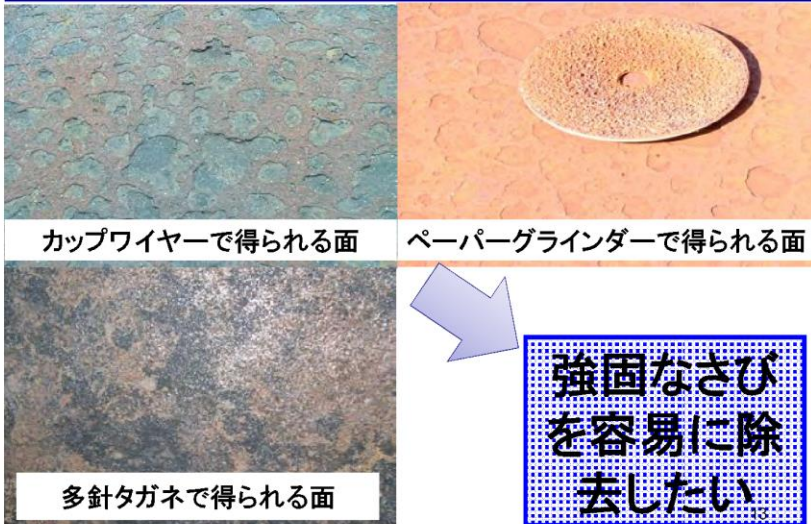 カップワイヤーで得られる面
ペーパーグラインダーで得られる面
多針タガネで得られる面
強固なさび
を容易に除
去したい
13